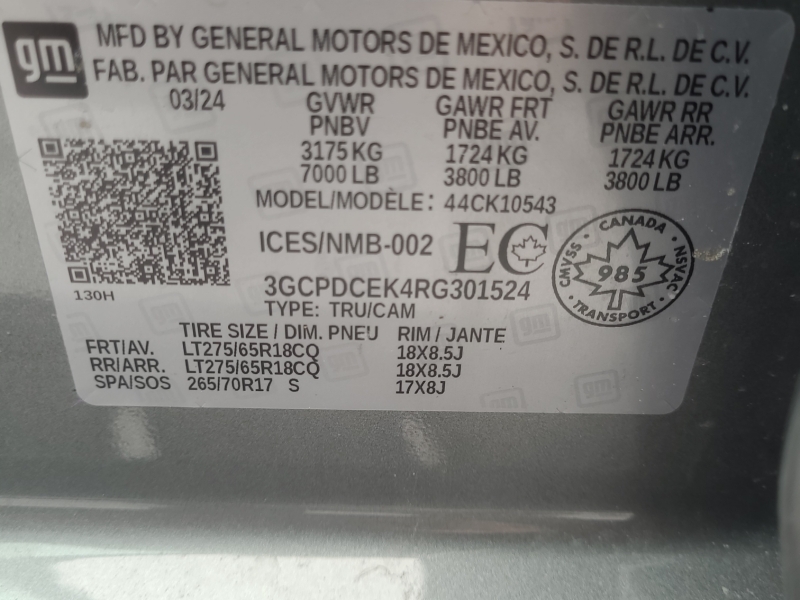 gm
MFD BY GENERAL MOTORS DE MEXICO, S. DE R.L. DE C.V.
FAB. PAR GENERAL MOTORS DE MEXICO, S. DE R.L. DE C.V.
03/24 GVWR GAWR FRT GAWR RR
PNBV PNBE AV. PNBE ARR.
3175 KG 1724 KG 1724 KG
7000 LB 3800 LB 3800 LB
MODEL/MODÈLE: 44CK10543
ICES/NMB-002 EC
CANADA
CMVSS 985 NSVAC
TRANSPORT
130H
3GCPDCEK4RG301524
TYPE: TRU/CAM
TIRE SIZE / DIM. PNEU RIM / JANTE
FRT/AV. LT275/65R18CQ 18X8.5J
RR/ARR. LT275/65R18CQ 18X8.5J
SPA/SOS 265/70R17 S 17X8J